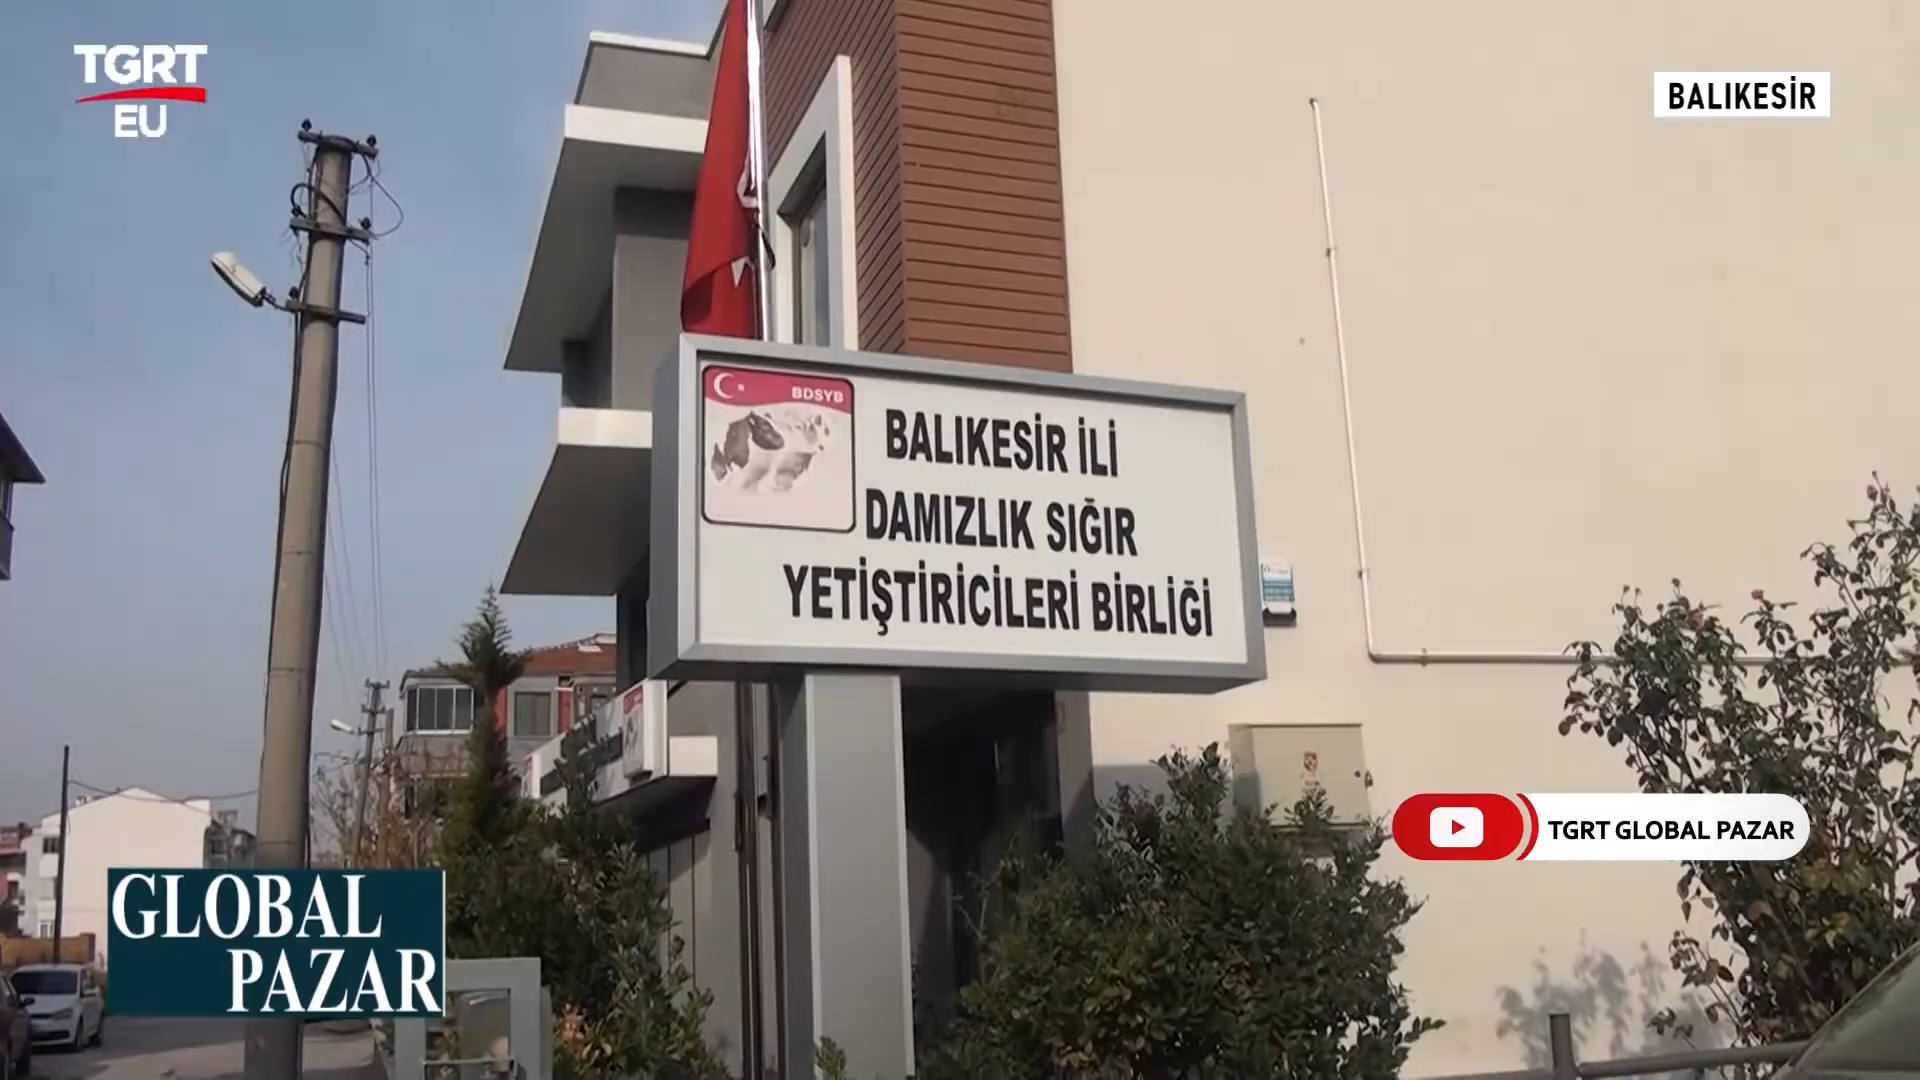 TGRT
EU
BALIKESİR
BDSYB
BALIKESİR İLİ
DAMIZLIK SIĞIR
YETİŞTİRİCİLERİ BİRLİĞİ
TGRT GLOBAL PAZAR
GLOBAL
PAZAR